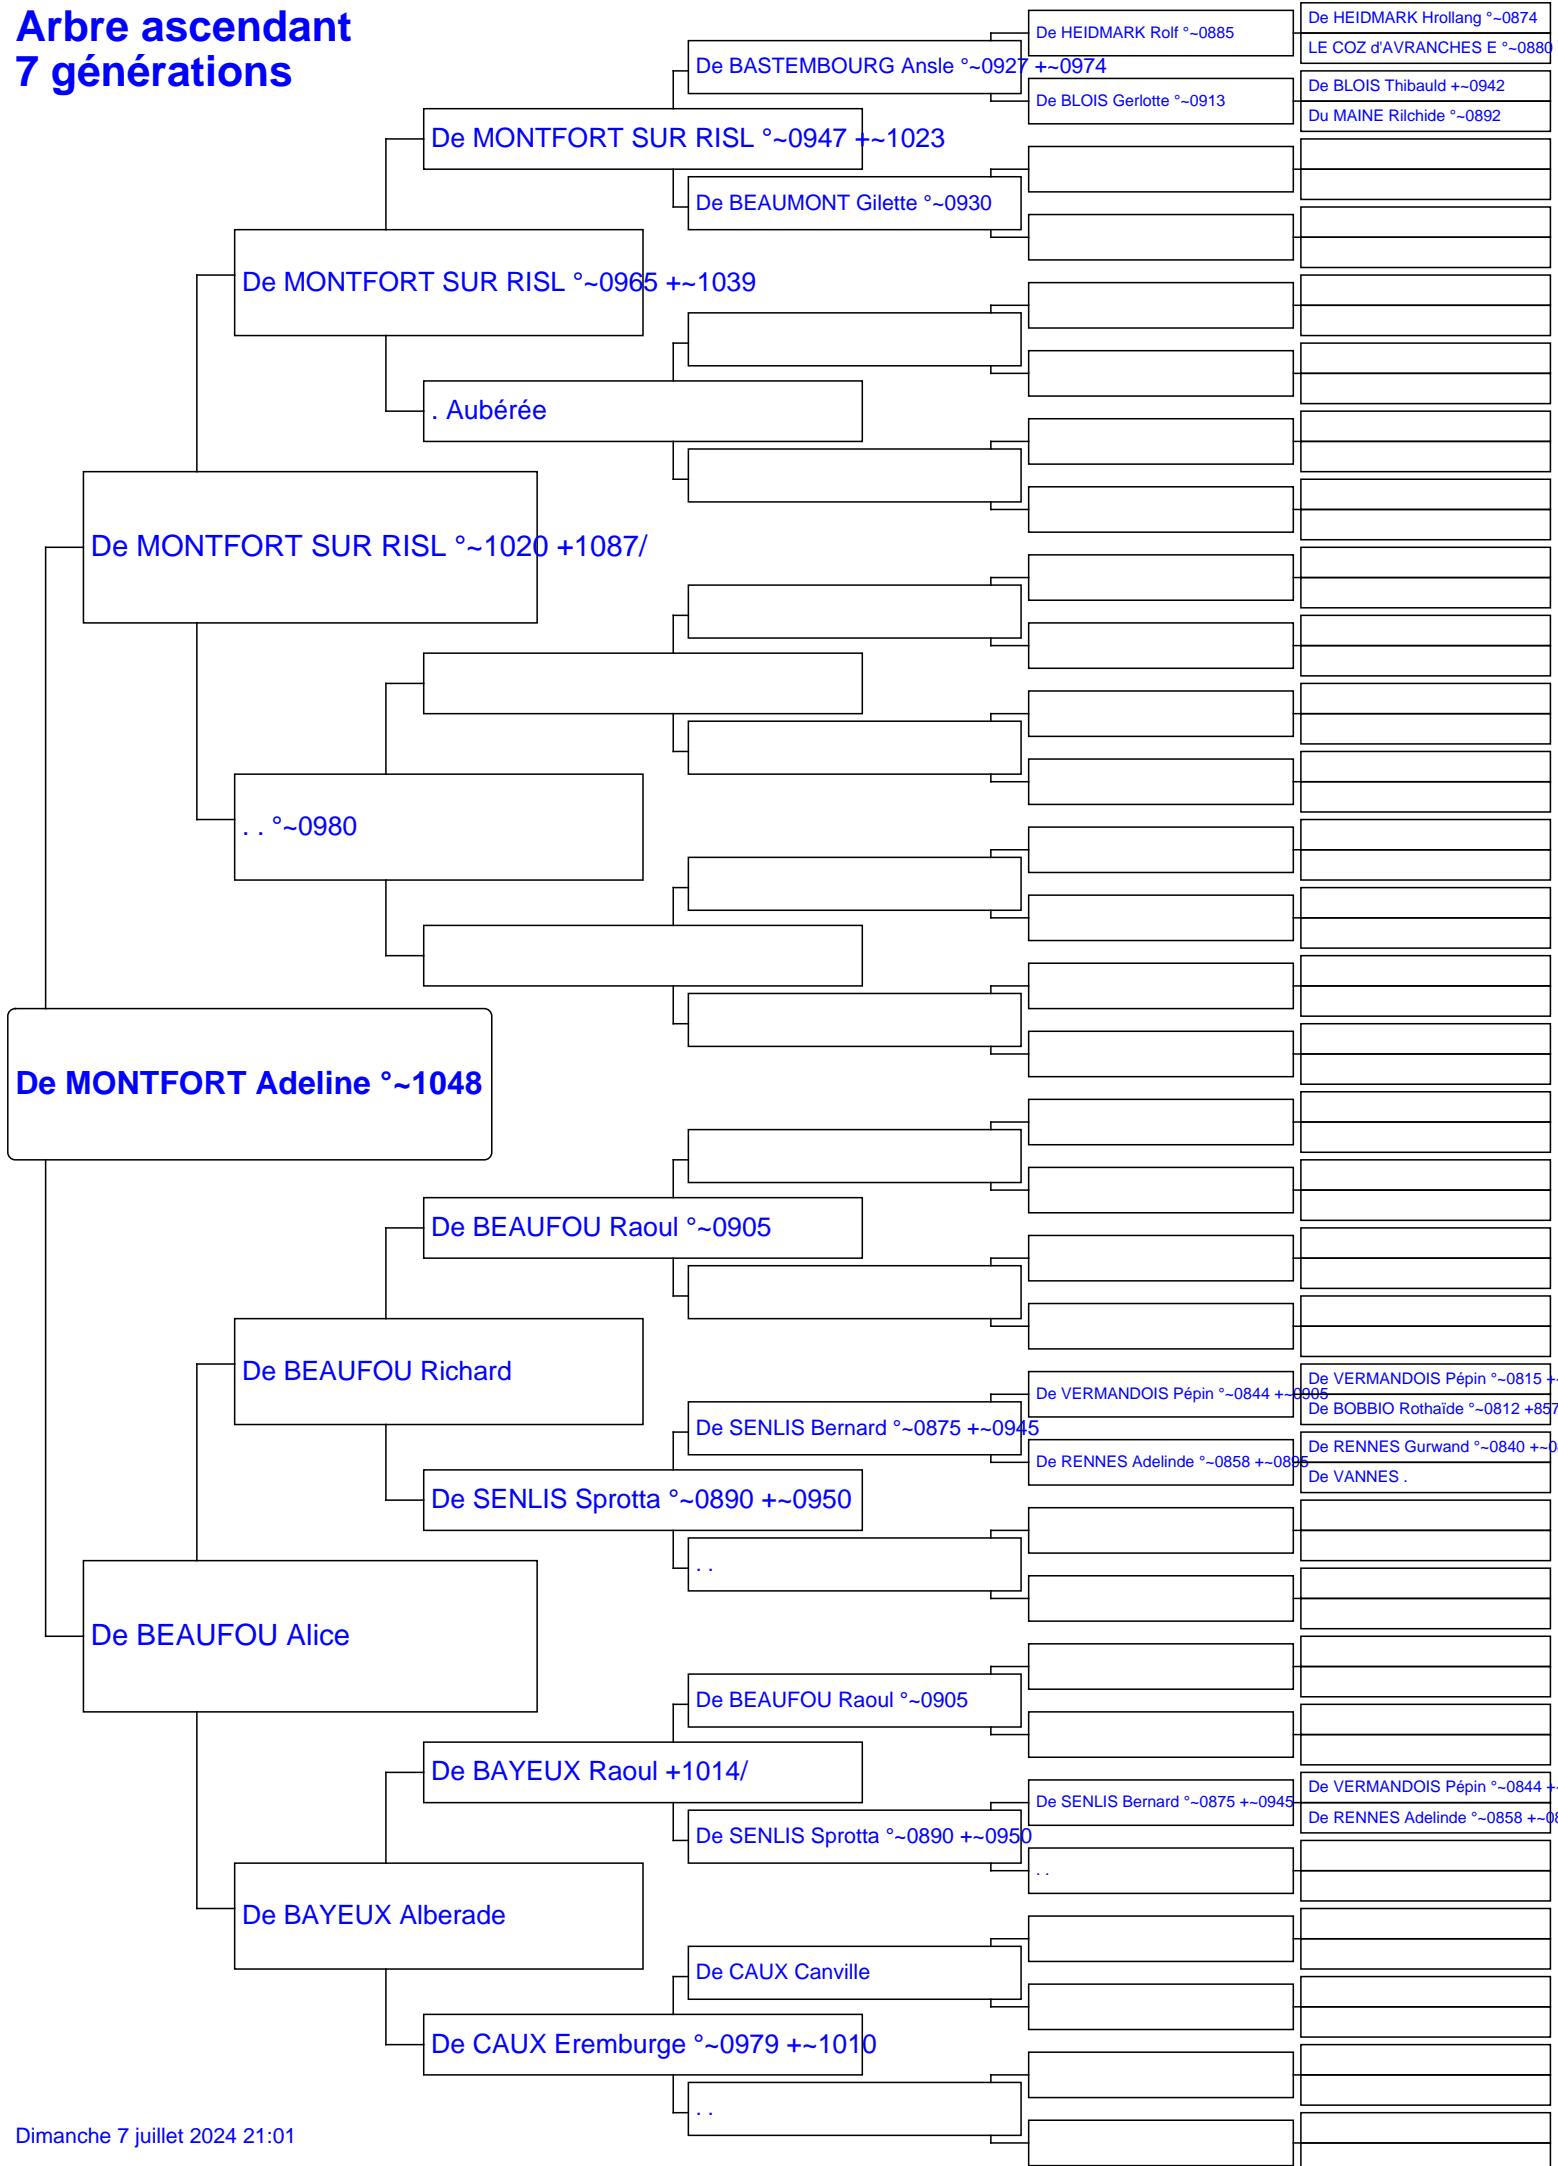 Arbre ascendant
7 générations
De HEIDMARK Hrollang °~0874
De HEIDMARK Rolf °~0885
LE COZ d'AVRANCHES E °~0880
De BASTEMBOURG Ansle °~0927 +~0974
De BLOIS Thibauld +~0942
De BLOIS Gerlotte °~0913
Du MAINE Rilchide °~0892
De MONTFORT SUR RISL °~0947 +~1023
De BEAUMONT Gilette °~0930
De MONTFORT SUR RISL °~0965 +~1039
. Aubérée
De MONTFORT SUR RISL °~1020 +1087/
. . °~0980
De MONTFORT Adeline °~1048
De BEAUFOU Raoul °~0905
De BEAUFOU Richard
De VERMANDOIS Pépin °~0815 +~
De VERMANDOIS Pépin °~0844 +~0905
De BOBBIO Rothaïde °~0812 +857
De SENLIS Bernard °~0875 +~0945
De RENNES Gurwand °~0840 +~0
De RENNES Adelinde °~0858 +~0895
De VANNES .
De SENLIS Sprotta °~0890 +~0950
. .
De BEAUFOU Alice
De BEAUFOU Raoul °~0905
De BAYEUX Raoul +1014/
De VERMANDOIS Pépin °~0844 +~
De SENLIS Bernard °~0875 +~0945
De RENNES Adelinde °~0858 +~08
De SENLIS Sprotta °~0890 +~0950
. .
De BAYEUX Alberade
De CAUX Canville
De CAUX Eremburge °~0979 +~1010
. .
Dimanche 7 juillet 2024 21:01